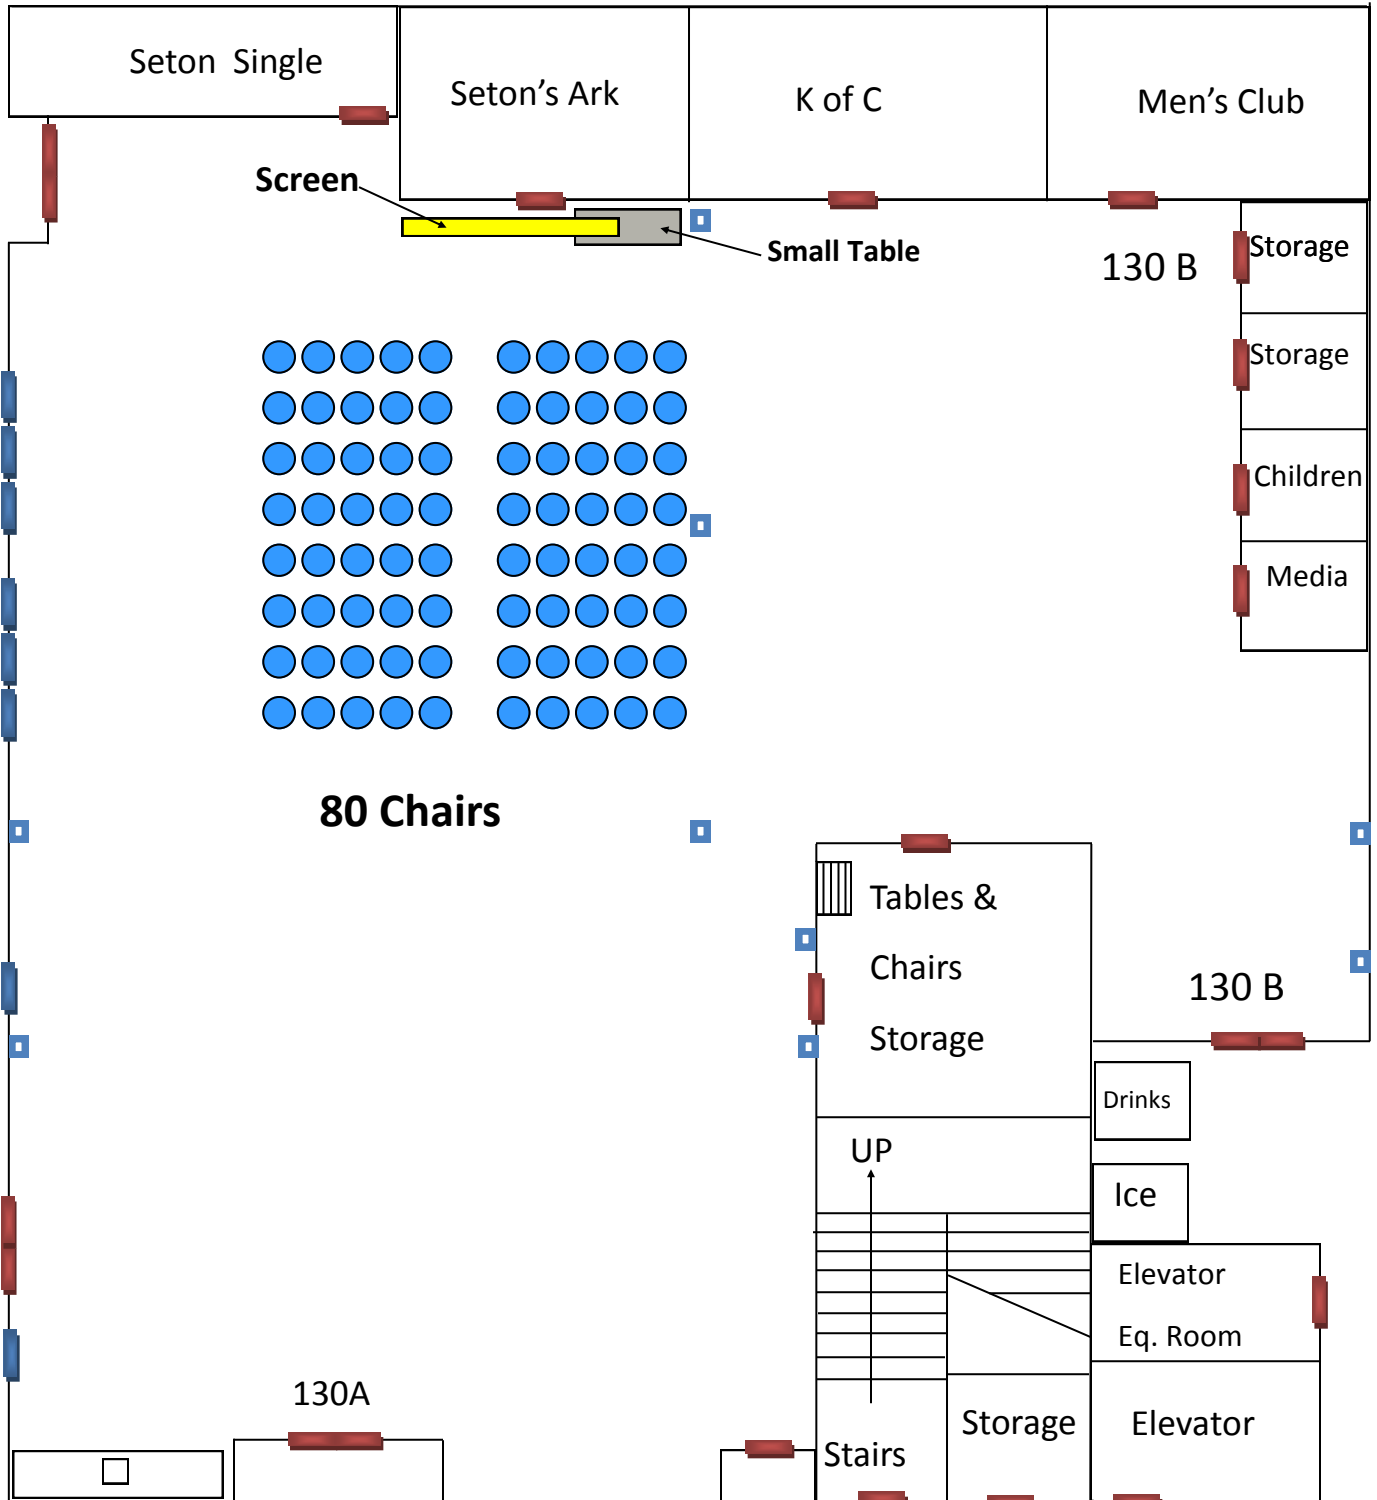 Seton  Single
Seton’s Ark
K of C
Men’s Club
Screen
Small Table
130 B
Storage
Storage
Children
Media
80 Chairs
Tables &
Chairs
Storage
130 B
Drinks
UP
Ice
Elevator
Eq. Room
130A
Stairs
Storage
Elevator